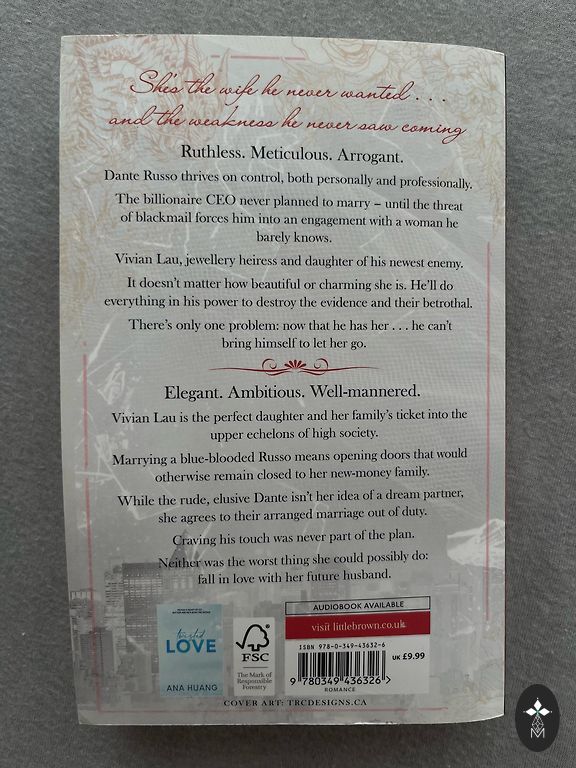 She's the wife he never wanted . . .
and the weakness he never saw coming
Ruthless. Meticulous. Arrogant.
Dante Russo thrives on control, both personally and professionally.
The billionaire CEO never planned to marry – until the threat
of blackmail forces him into an engagement with a woman he
barely knows.
Vivian Lau, jewellery heiress and daughter of his newest enemy.
It doesn't matter how beautiful or charming she is. He'll do
everything in his power to destroy the evidence and their betrothal.
There's only one problem: now that he has her . . . he can't
bring himself to let her go.
Elegant. Ambitious. Well-mannered.
Vivian Lau is the perfect daughter and her family's ticket into the
upper echelons of high society.
Marrying a blue-blooded Russo means opening doors that would
otherwise remain closed to her new-money family.
While the rude, elusive Dante isn't her idea of a dream partner,
she agrees to their arranged marriage out of duty.
Craving his touch was never part of the plan.
Neither was the worst thing she could possibly do:
fall in love with her future husband.
twisted
LOVE
ANA HUANG
FSC
The Mark of
Responsible
Forestry
AUDIOBOOK AVAILABLE
visit littlebrown.co.uk
ISBN 978-0-349-43632-6
9 780349 436326 >
UK £9.99
ROMANCE
COVER ART: TRCDESIGNS.CA
M